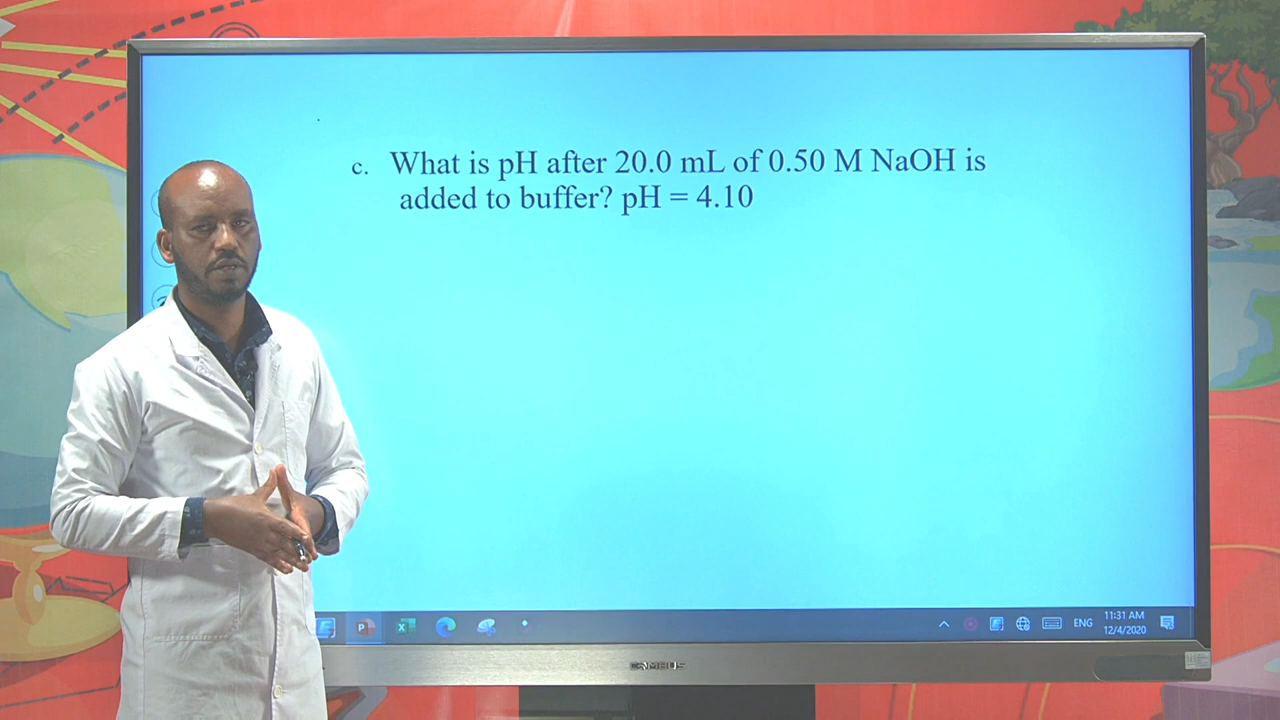 c. What is pH after 20.0 mL of 0.50 M NaOH is
added to buffer? pH = 4.10
ENG
11:31 AM
12/4/2020